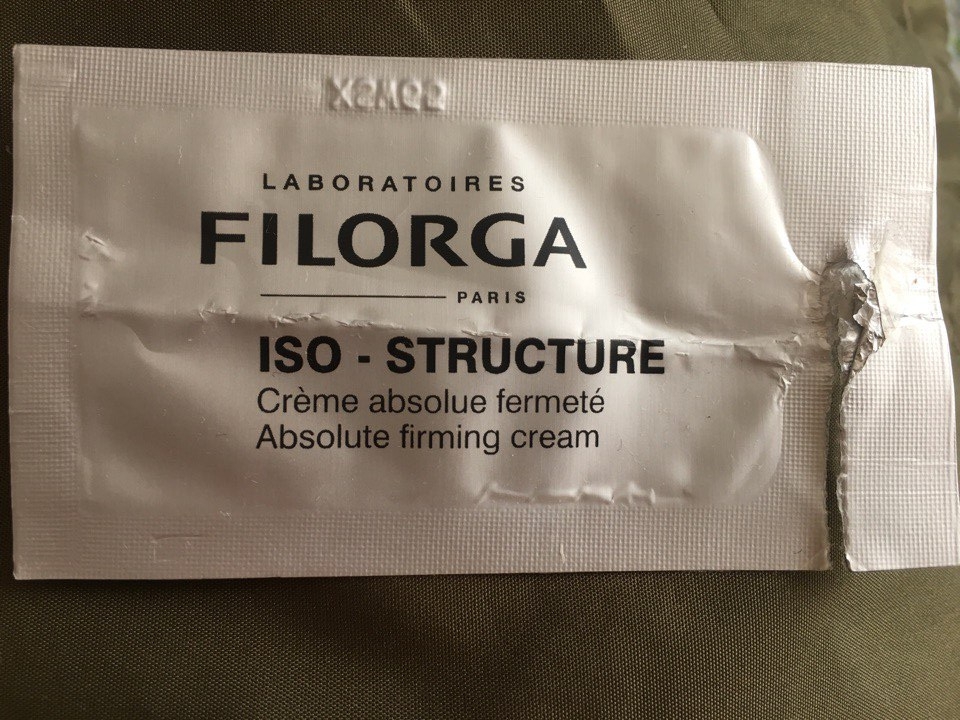 LABORATOIRES
FILORGA
PARIS
ISO - STRUCTURE
Crème absolue fermeté
Absolute firming cream